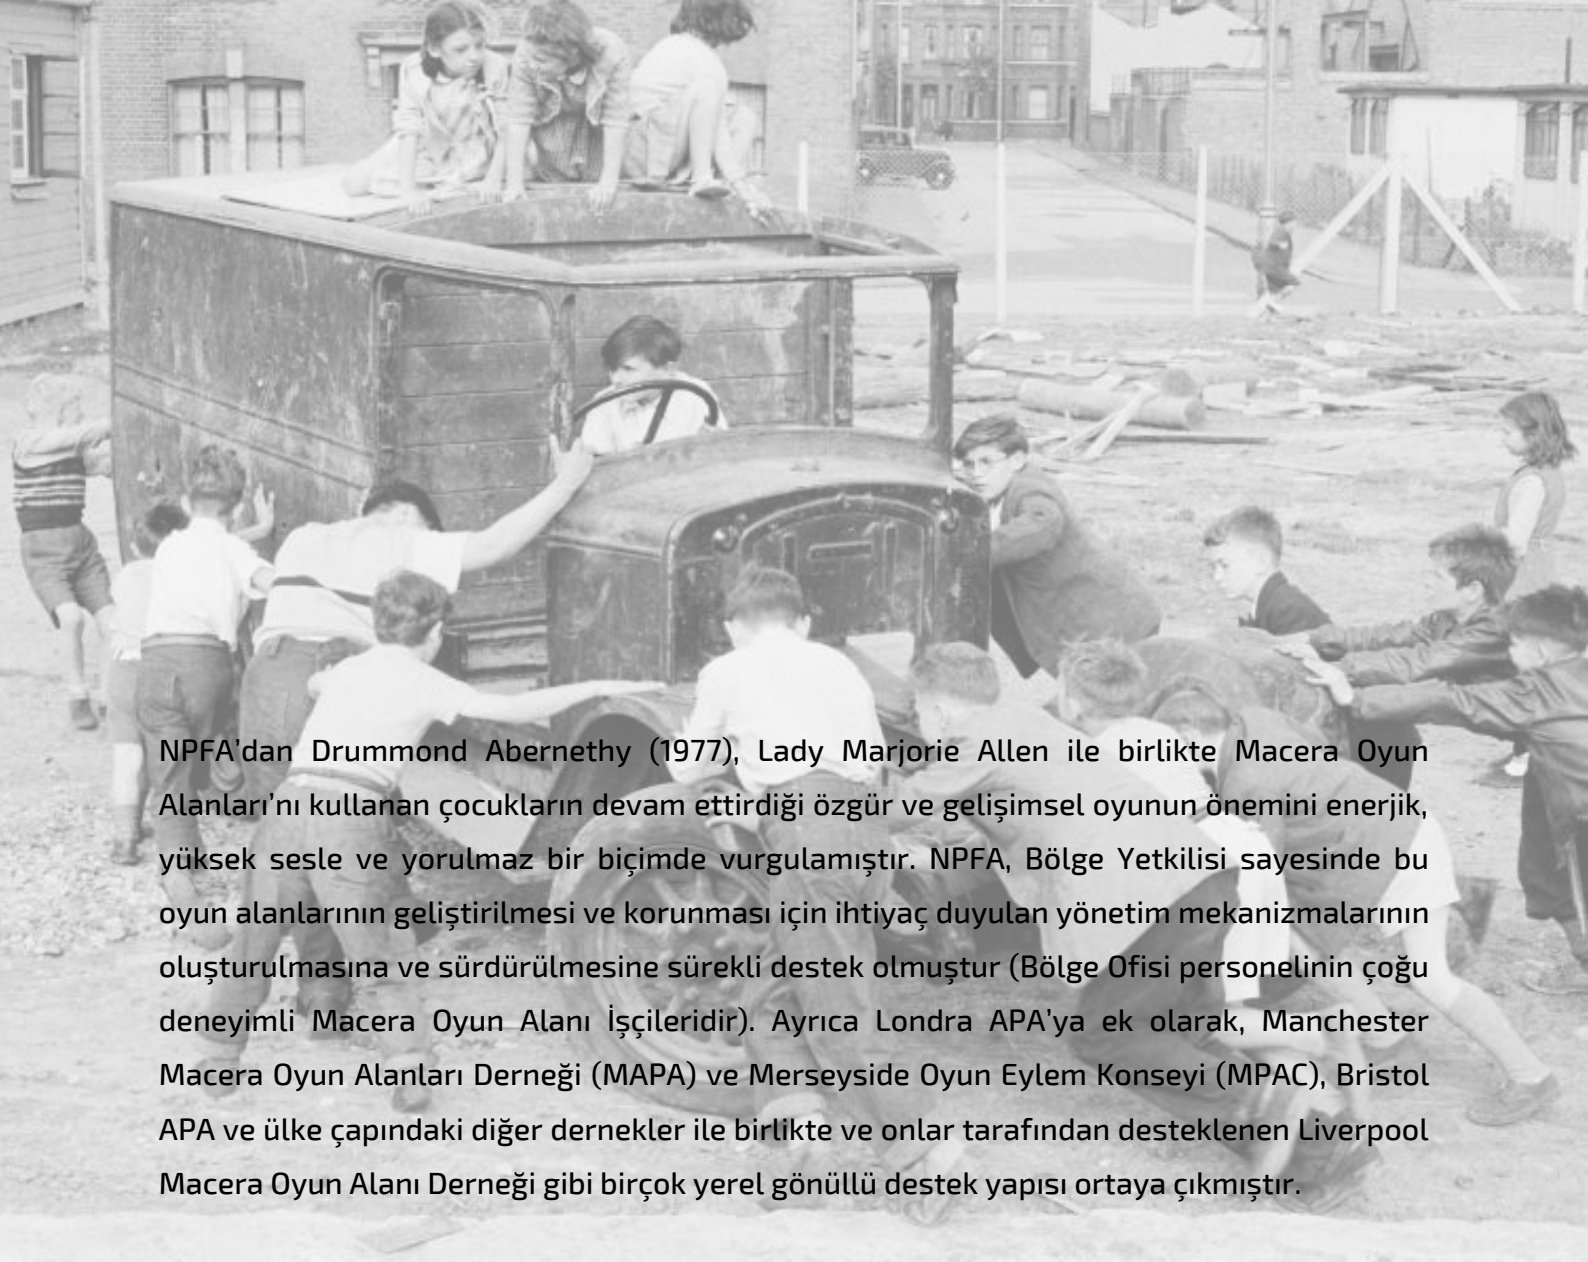 NPFA’dan Drummond Abernethy (1977), Lady Marjorie Allen ile birlikte Macera Oyun
Alanları’nı kullanan çocukların devam ettirdiği özgür ve gelişimsel oyunun önemini enerjik,
yüksek sesle ve yorulmaz bir biçimde vurgulamıştır. NPFA, Bölge Yetkilisi sayesinde bu
oyun alanlarının geliştirilmesi ve korunması için ihtiyaç duyulan yönetim mekanizmalarının
oluşturulmasına ve sürdürülmesine sürekli destek olmuştur (Bölge Ofisi personelinin çoğu
deneyimli Macera Oyun Alanı İşçileridir). Ayrıca Londra APA’ya ek olarak, Manchester
Macera Oyun Alanları Derneği (MAPA) ve Merseyside Oyun Eylem Konseyi (MPAC), Bristol
APA ve ülke çapındaki diğer dernekler ile birlikte ve onlar tarafından desteklenen Liverpool
Macera Oyun Alanı Derneği gibi birçok yerel gönüllü destek yapısı ortaya çıkmıştır.